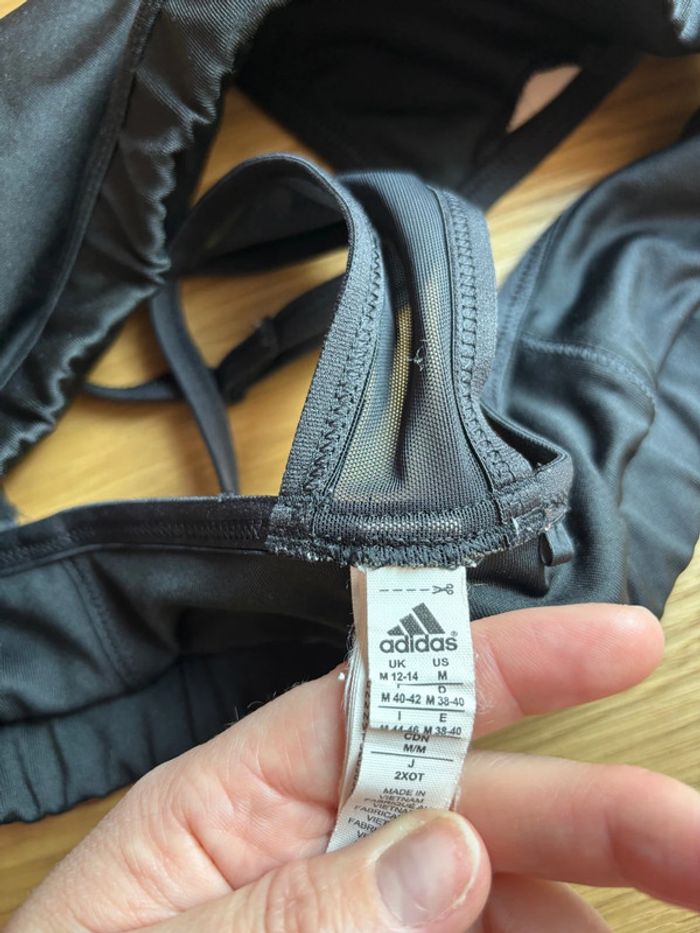 adidas®
UK US
M 12-14 M
D
M 40-42 M 38-40
I E
M 44-46 M 38-40
CDN
M/M
J
2XOT
MADE IN
VIETNAM